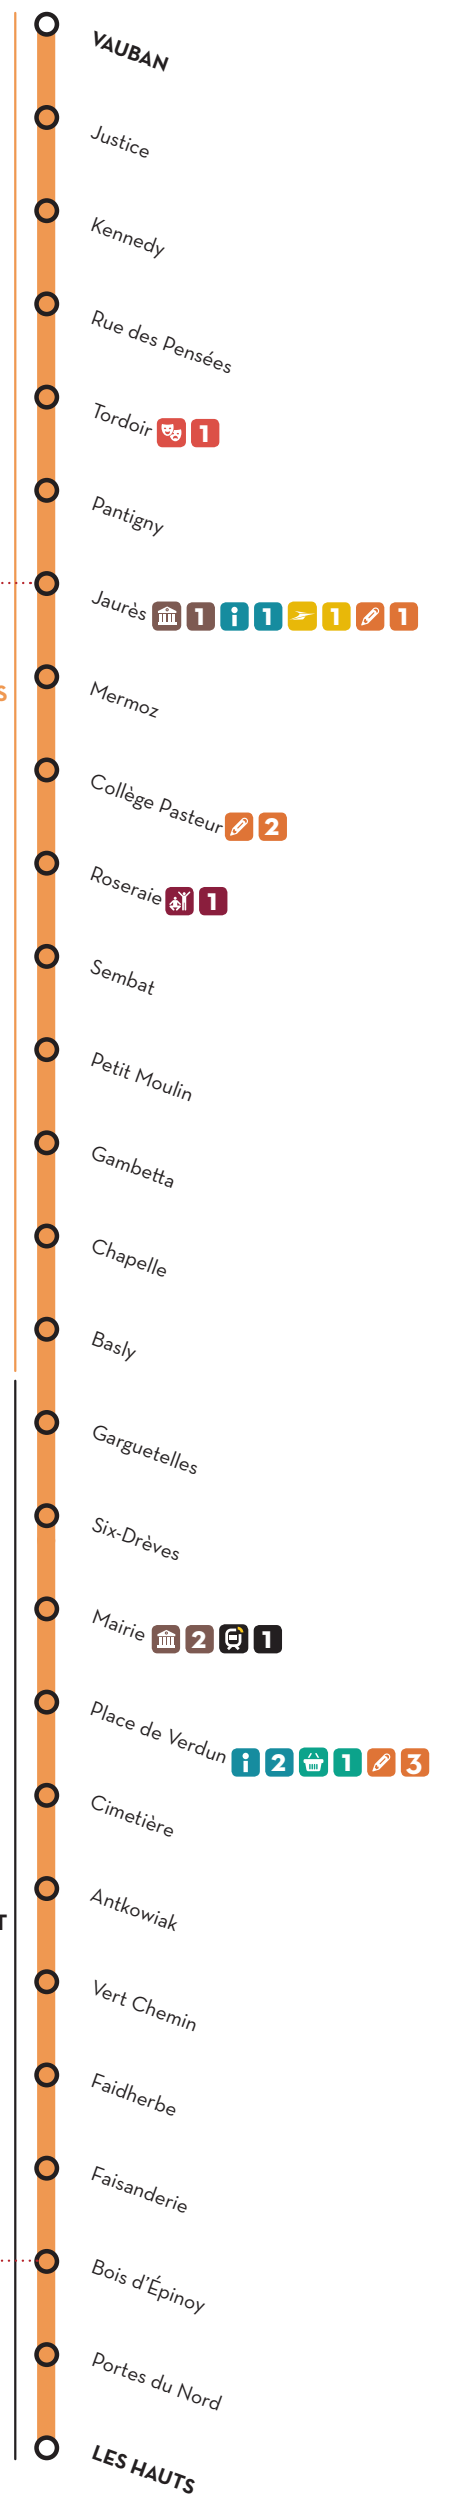 VAUBAN
Justice
Kennedy
Rue des Pensées
Tordoir 1
Pantigny
Jaurès 1 i 1 1 1
S
Mermoz
Collège Pasteur 2
Roseraie 1
Sembat
Petit Moulin
Gambetta
Chapelle
Basly
Garguetelles
Six-Drèves
Mairie 2 1
Place de Verdun i 2 1 3
Cimetière
Antkowiak
T
Vert Chemin
Faidherbe
Faisanderie
Bois d'Épinoy
Portes du Nord
LES HAUTS